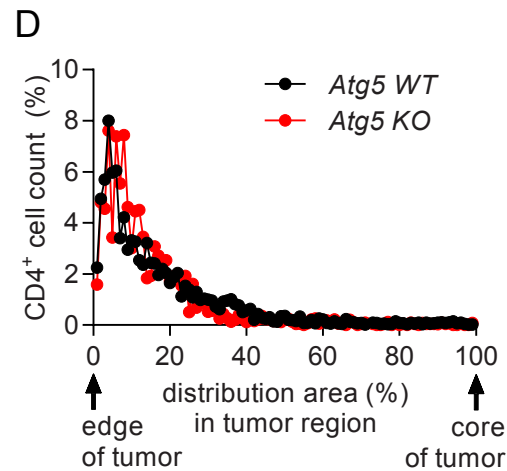 D
CD4⁺ cell count (%)
10
8
6
4
2
0
Atg5 WT
Atg5 KO
0 20 40 60 80 100
distribution area (%)
in tumor region
edge
of tumor
core
of tumor